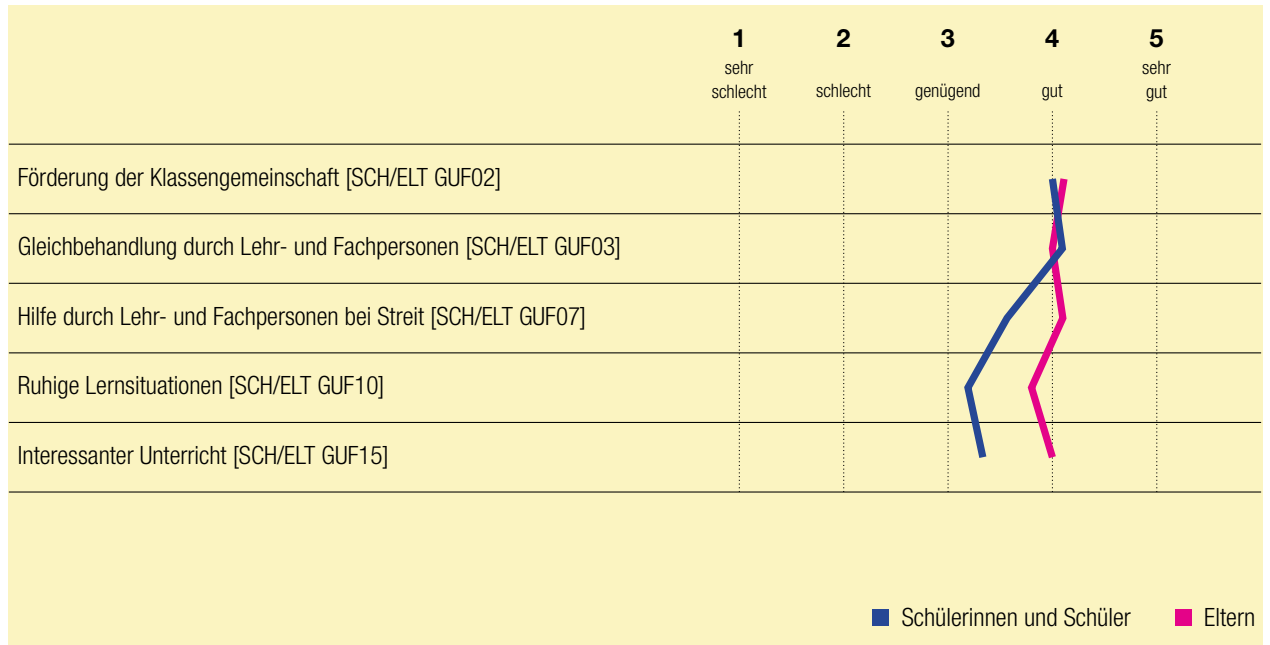 1 2 3 4 5
sehr schlecht schlecht genügend gut sehr gut
Förderung der Klassengemeinschaft [SCH/ELT GUF02]
Gleichbehandlung durch Lehr- und Fachpersonen [SCH/ELT GUF03]
Hilfe durch Lehr- und Fachpersonen bei Streit [SCH/ELT GUF07]
Ruhige Lernsituationen [SCH/ELT GUF10]
Interessanter Unterricht [SCH/ELT GUF15]
Schülerinnen und Schüler Eltern